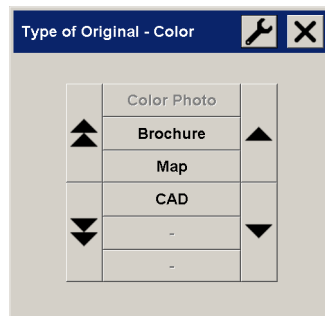 Type of Original - Color
Color Photo
Brochure
Map
CAD
-
-